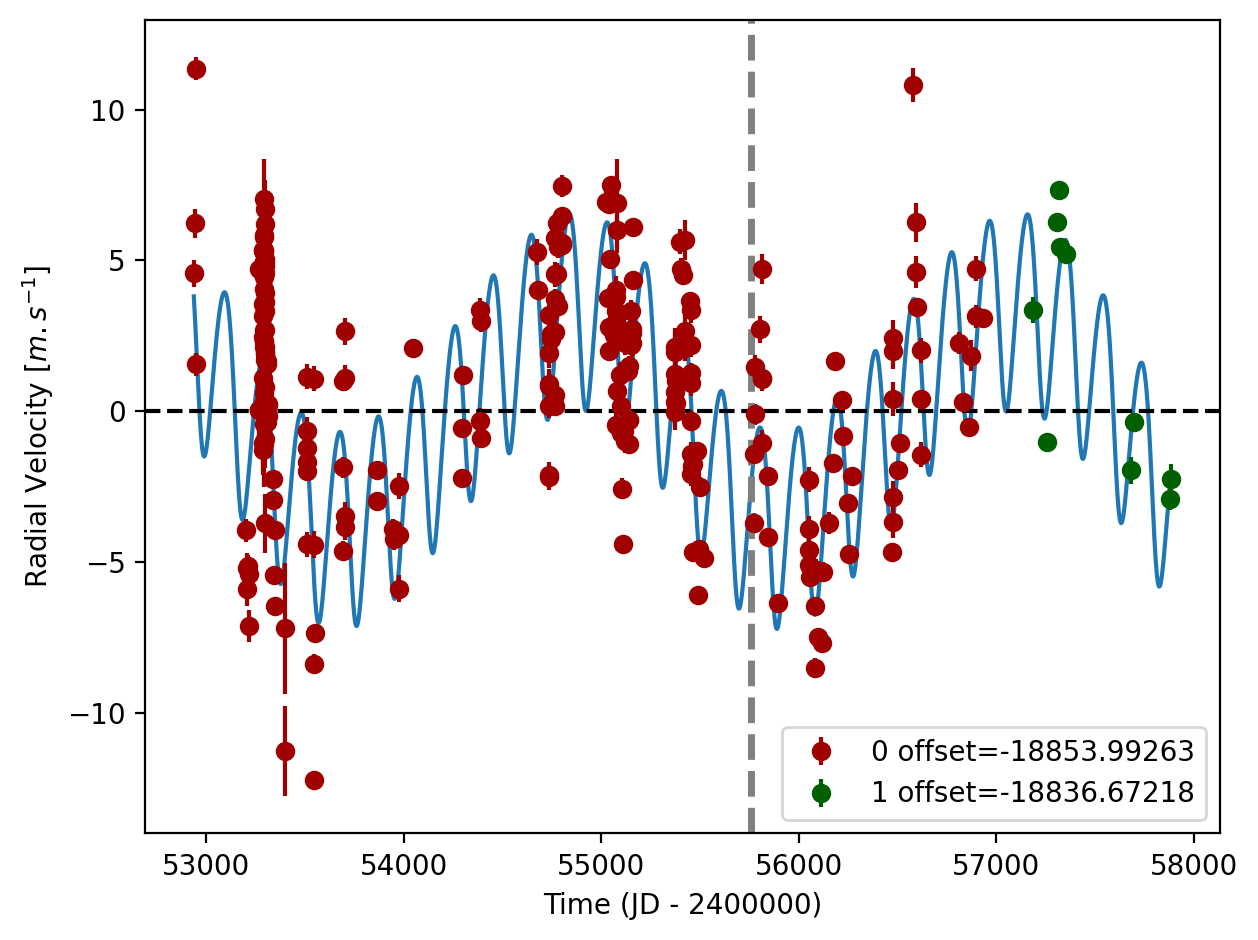 10
5
0
−5
−10
Radial Velocity [m.s⁻¹]
0 offset=-18853.99263
1 offset=-18836.67218
53000 54000 55000 56000 57000 58000
Time (JD - 2400000)